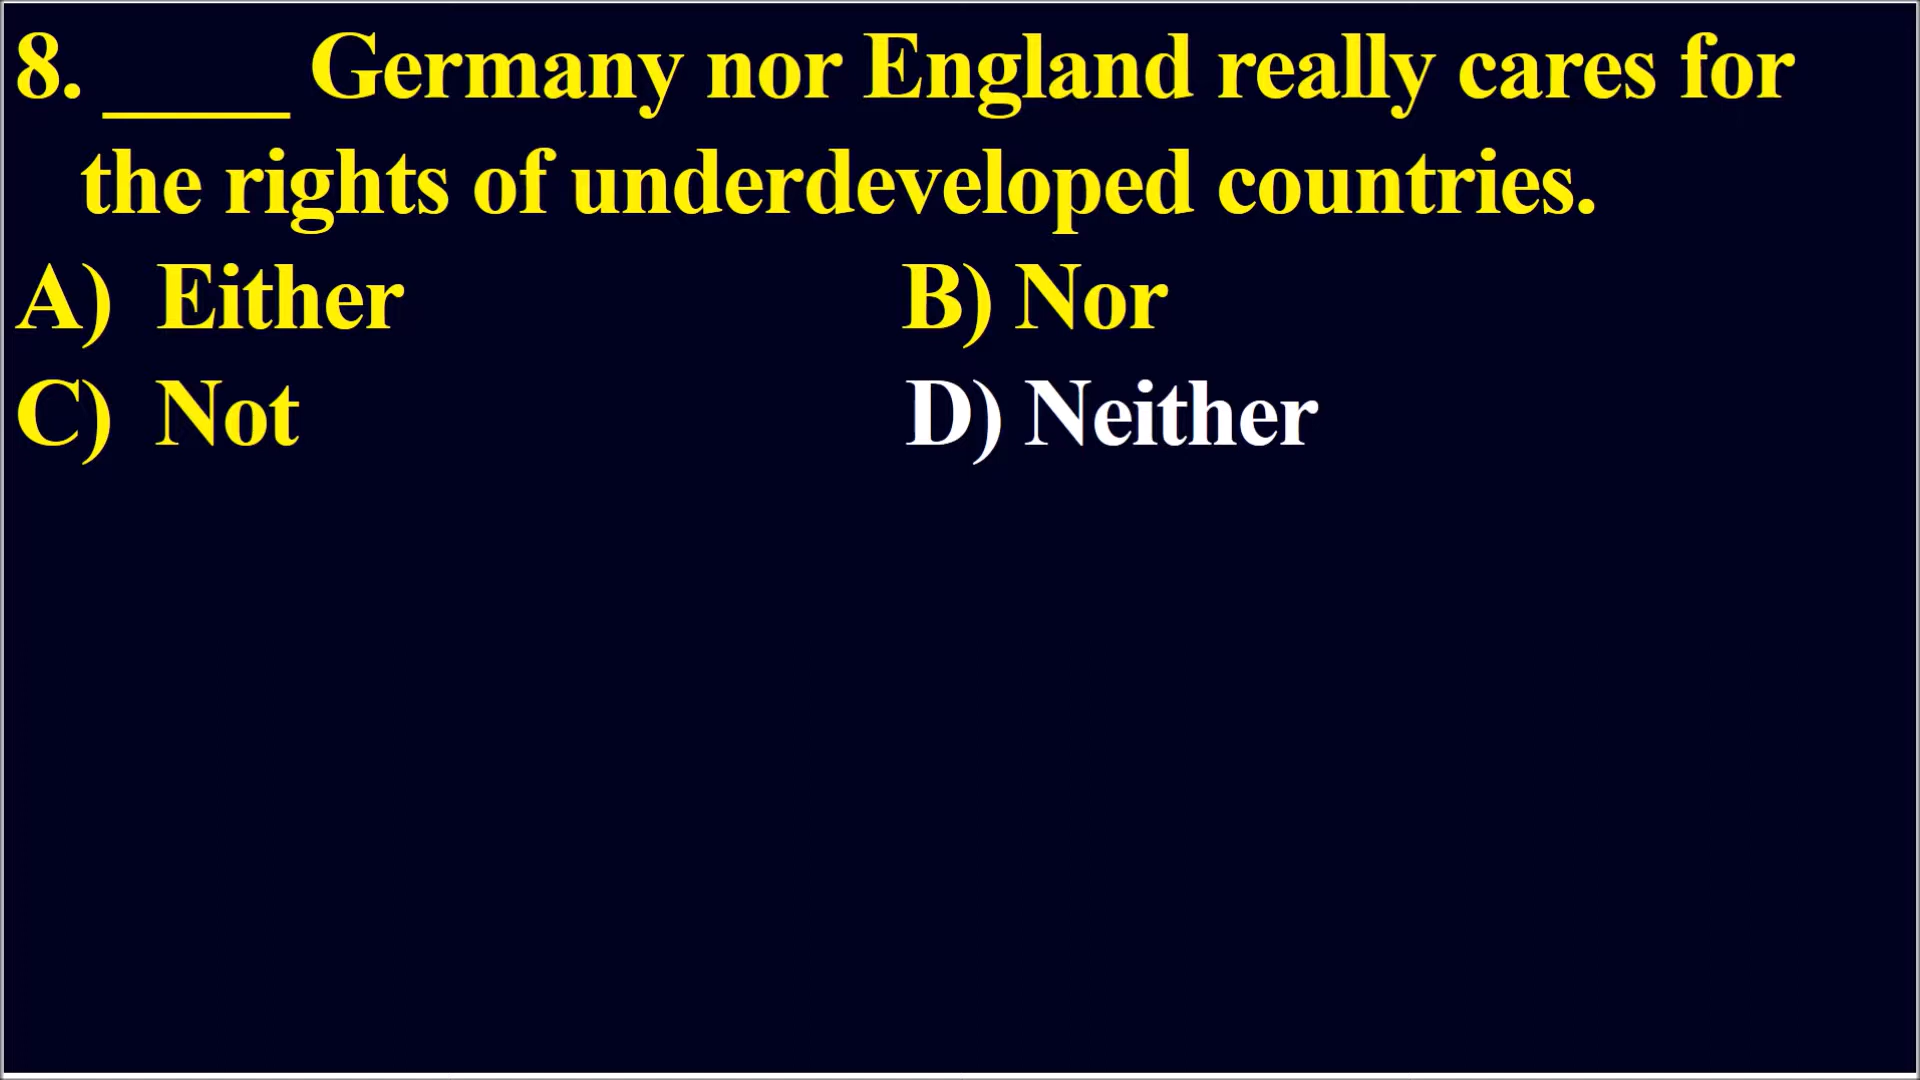 8. _____ Germany nor England really cares for
the rights of underdeveloped countries.
A) Either B) Nor
C) Not D) Neither